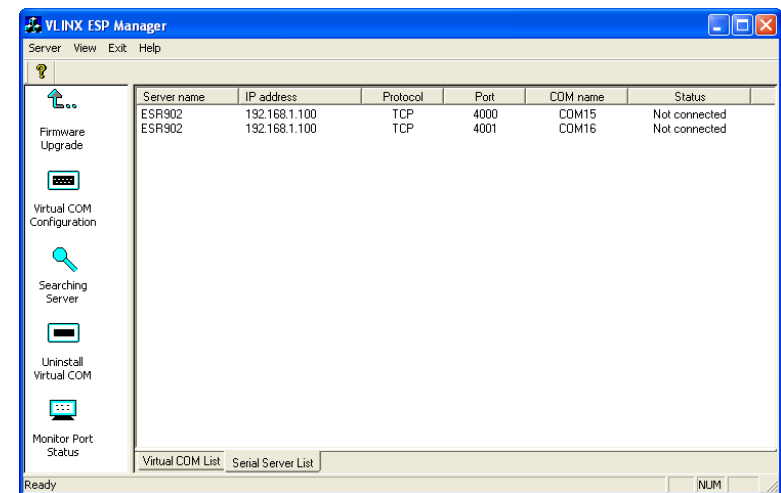 VLINX ESP Manager
Server View Exit Help
Server name IP address Protocol Port COM name Status
ESR902 192.168.1.100 TCP 4000 COM15 Not connected
ESR902 192.168.1.100 TCP 4001 COM16 Not connected
Firmware
Upgrade
Virtual COM
Configuration
Searching
Server
Uninstall
Virtual COM
Monitor Port
Status
Virtual COM List Serial Server List
Ready NUM